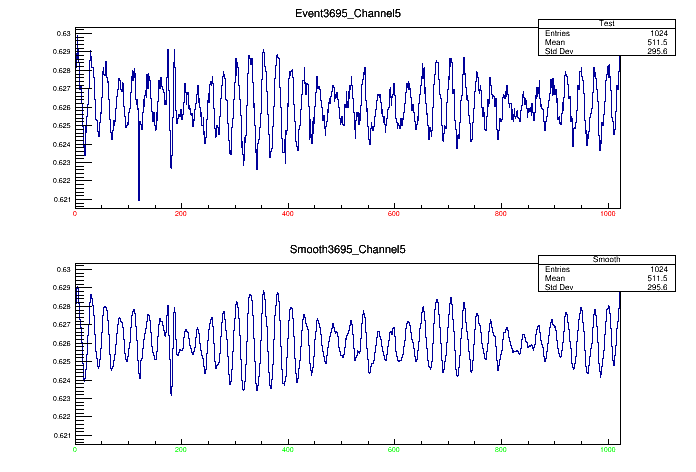 Event3695_Channel5
Test
Entries 1024
Mean 511.5
Std Dev 295.6
0.63
0.629
0.628
0.627
0.626
0.625
0.624
0.623
0.622
0.621
0 200 400 600 800 1000
Smooth3695_Channel5
Smooth
Entries 1024
Mean 511.5
Std Dev 295.6
0.63
0.629
0.628
0.627
0.626
0.625
0.624
0.623
0.622
0.621
0 200 400 600 800 1000